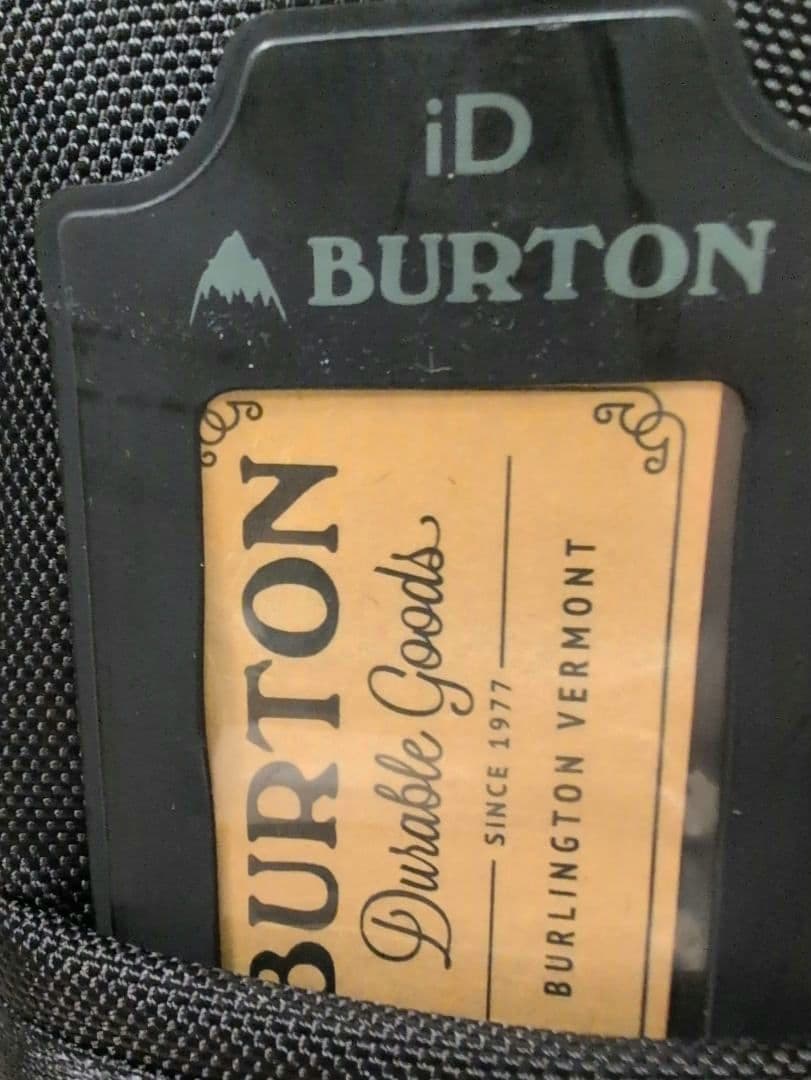 iD
BURTON
BURTON
Durable Goods
SINCE 1977
BURLINGTON VERMONT